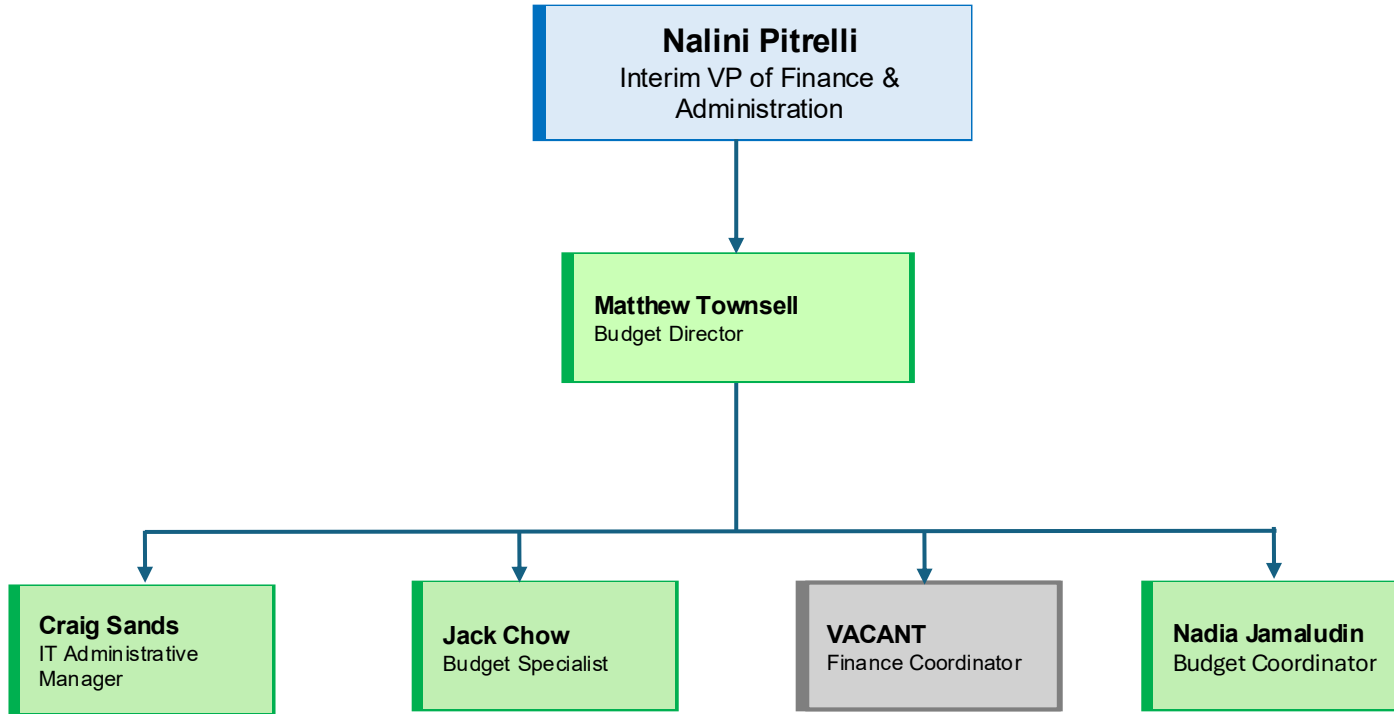 Nalini Pitrelli
Interim VP of Finance &
Administration
Matthew Townsell
Budget Director
Craig Sands
IT Administrative
Manager
Jack Chow
Budget Specialist
VACANT
Finance Coordinator
Nadia Jamaludin
Budget Coordinator